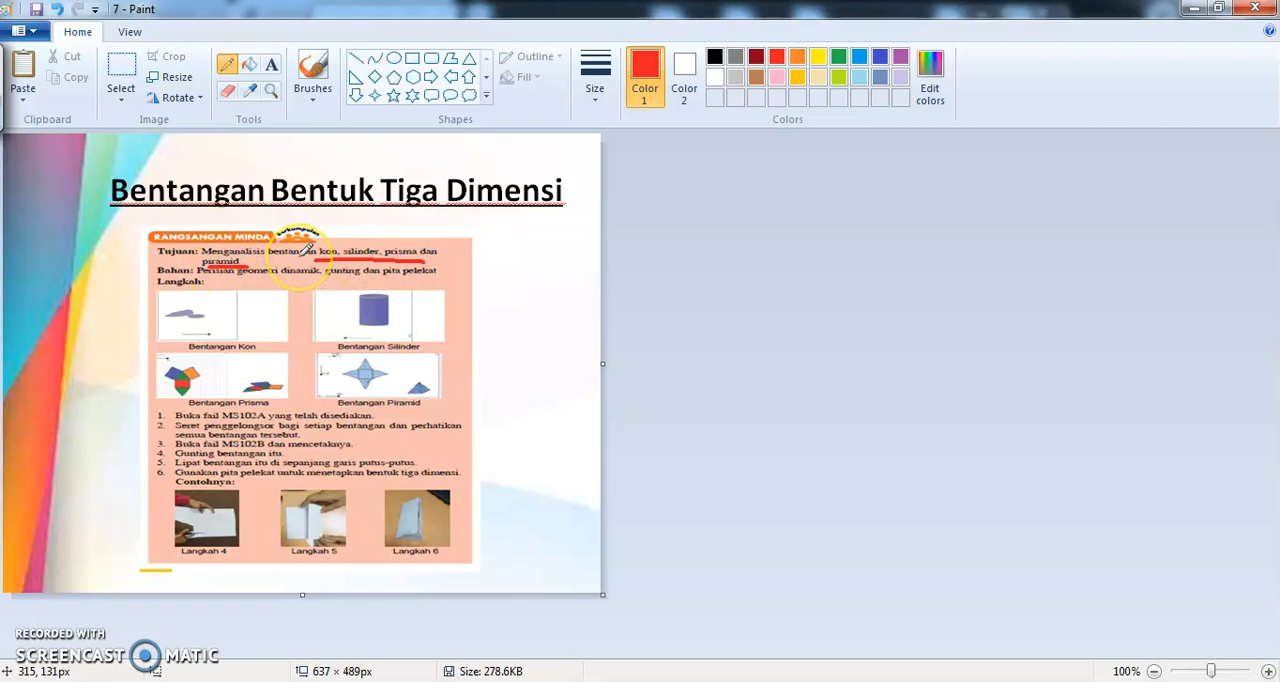 7 - Paint
Home
View
Paste
Cut
Copy
Clipboard
Select
Crop
Resize
Rotate
Image
A
Tools
Brushes
Outline
Fill
Shapes
Size
Color
1
Color
2
Edit
colors
Colors
Bentangan Bentuk Tiga Dimensi
RANGSANGAN MINDA
Berkumpulan
Tujuan: Menganalisis bentangan kon, silinder, prisma dan
piramid
Bahan: Perisian geometri dinamik, gunting dan pita pelekat
Langkah:
Bentangan Kon
Bentangan Silinder
Bentangan Prisma
Bentangan Piramid
1. Buka fail MS102A yang telah disediakan.
2. Seret penggelongsor bagi setiap bentangan dan perhatikan
semua bentangan tersebut.
3. Buka fail MS102B dan mencetaknya.
4. Gunting bentangan itu.
5. Lipat bentangan itu di sepanjang garis putus-putus.
6. Gunakan pita pelekat untuk menetapkan bentuk tiga dimensi.
Contohnya:
Langkah 4
Langkah 5
Langkah 6
RECORDED WITH
SCREENCAST MATIC
315, 131px
637 × 489px
Size: 278.6KB
100%